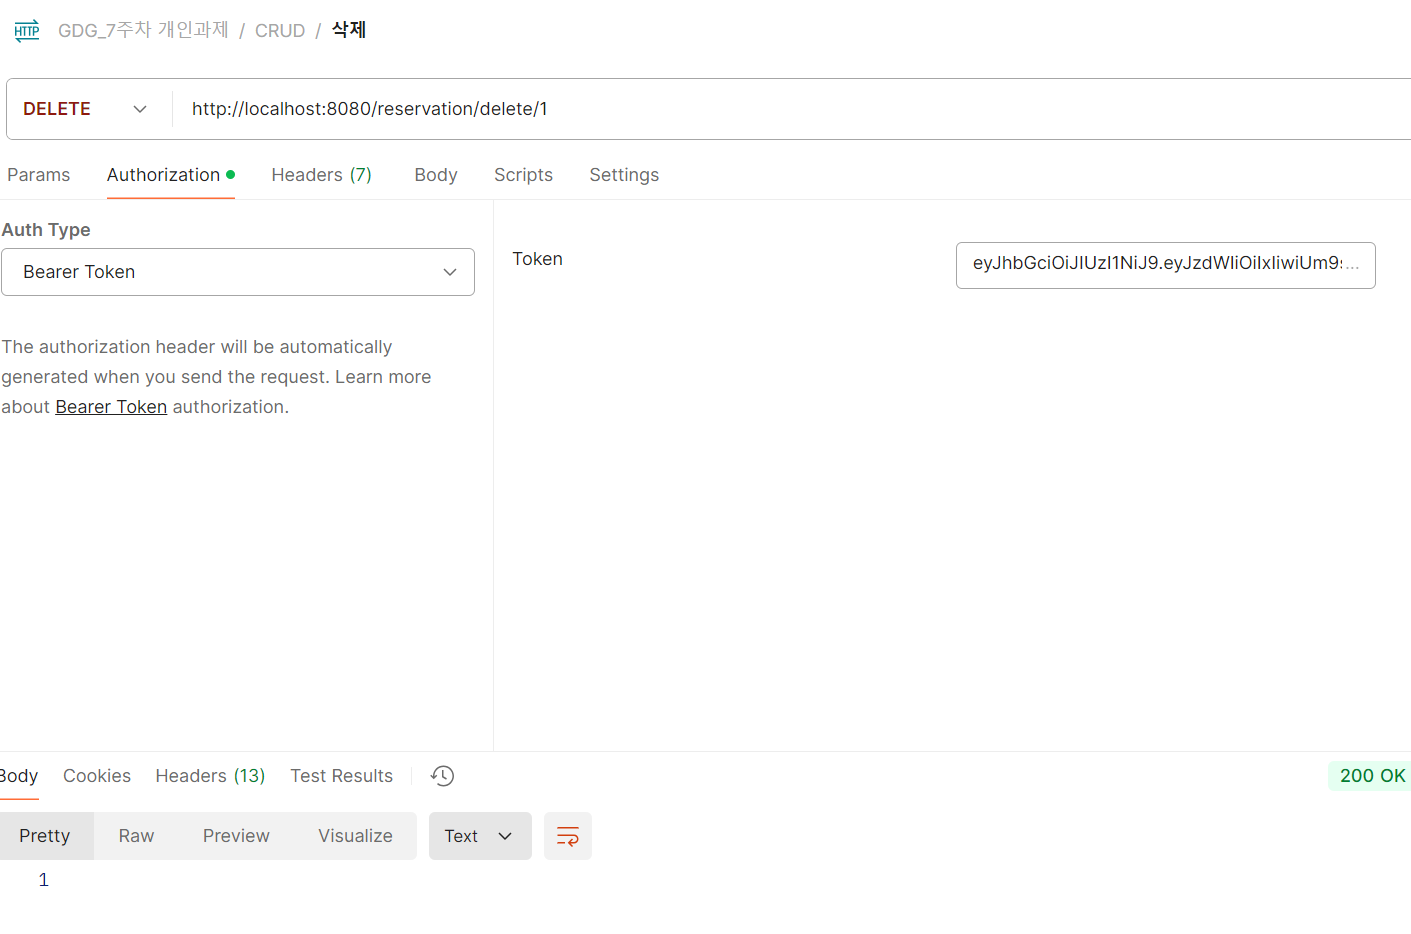 HTTP GDG_7주차 개인과제 / CRUD / 삭제
DELETE http://localhost:8080/reservation/delete/1
Params Authorization Headers (7) Body Scripts Settings
Auth Type
Bearer Token
Token
eyJhbGciOiJIUzI1NiJ9.eyJzdWIiOiIxIiwiUm9s...
The authorization header will be automatically
generated when you send the request. Learn more
about Bearer Token authorization.
Body Cookies Headers (13) Test Results 200 OK
Pretty Raw Preview Visualize Text
1